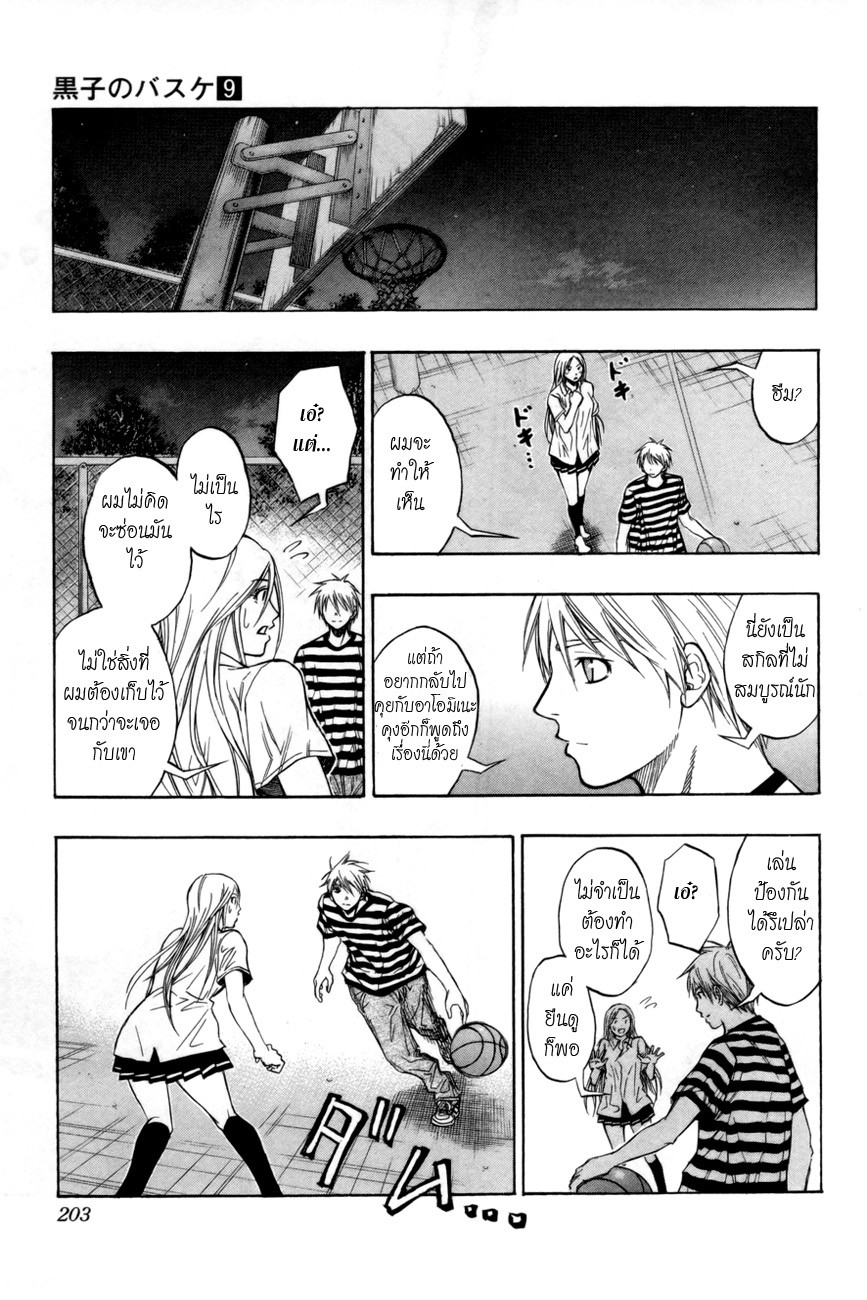 黒子のバスケ9
ฮึม?
ドキ
ドキ…
ผมจะ
ทำให้
เห็น
เอ๋?
แต่...
ไม่เป็น
ไร
ผมไม่คิด
จะซ่อนมัน
ไว้
ไม่ใช่สิ่งที่
ผมต้องเก็บไว้
จนกว่าจะเจอ
กับเขา
นี่ยังเป็น
สกิลที่ไม่
สมบูรณ์นัก
แต่ถ้า
อยากกลับไป
คุยกับอาโอมิเนะ
คุงอีกก็พูดถึง
เรื่องนี้ด้วย
เล่น
ป้องกัน
ได้รึเปล่า
ครับ?
เอ๋?
ไม่จำเป็น
ต้องทำ
อะไรก็ได้
แค่
ยืนดู
ก็พอ
ダム...
203